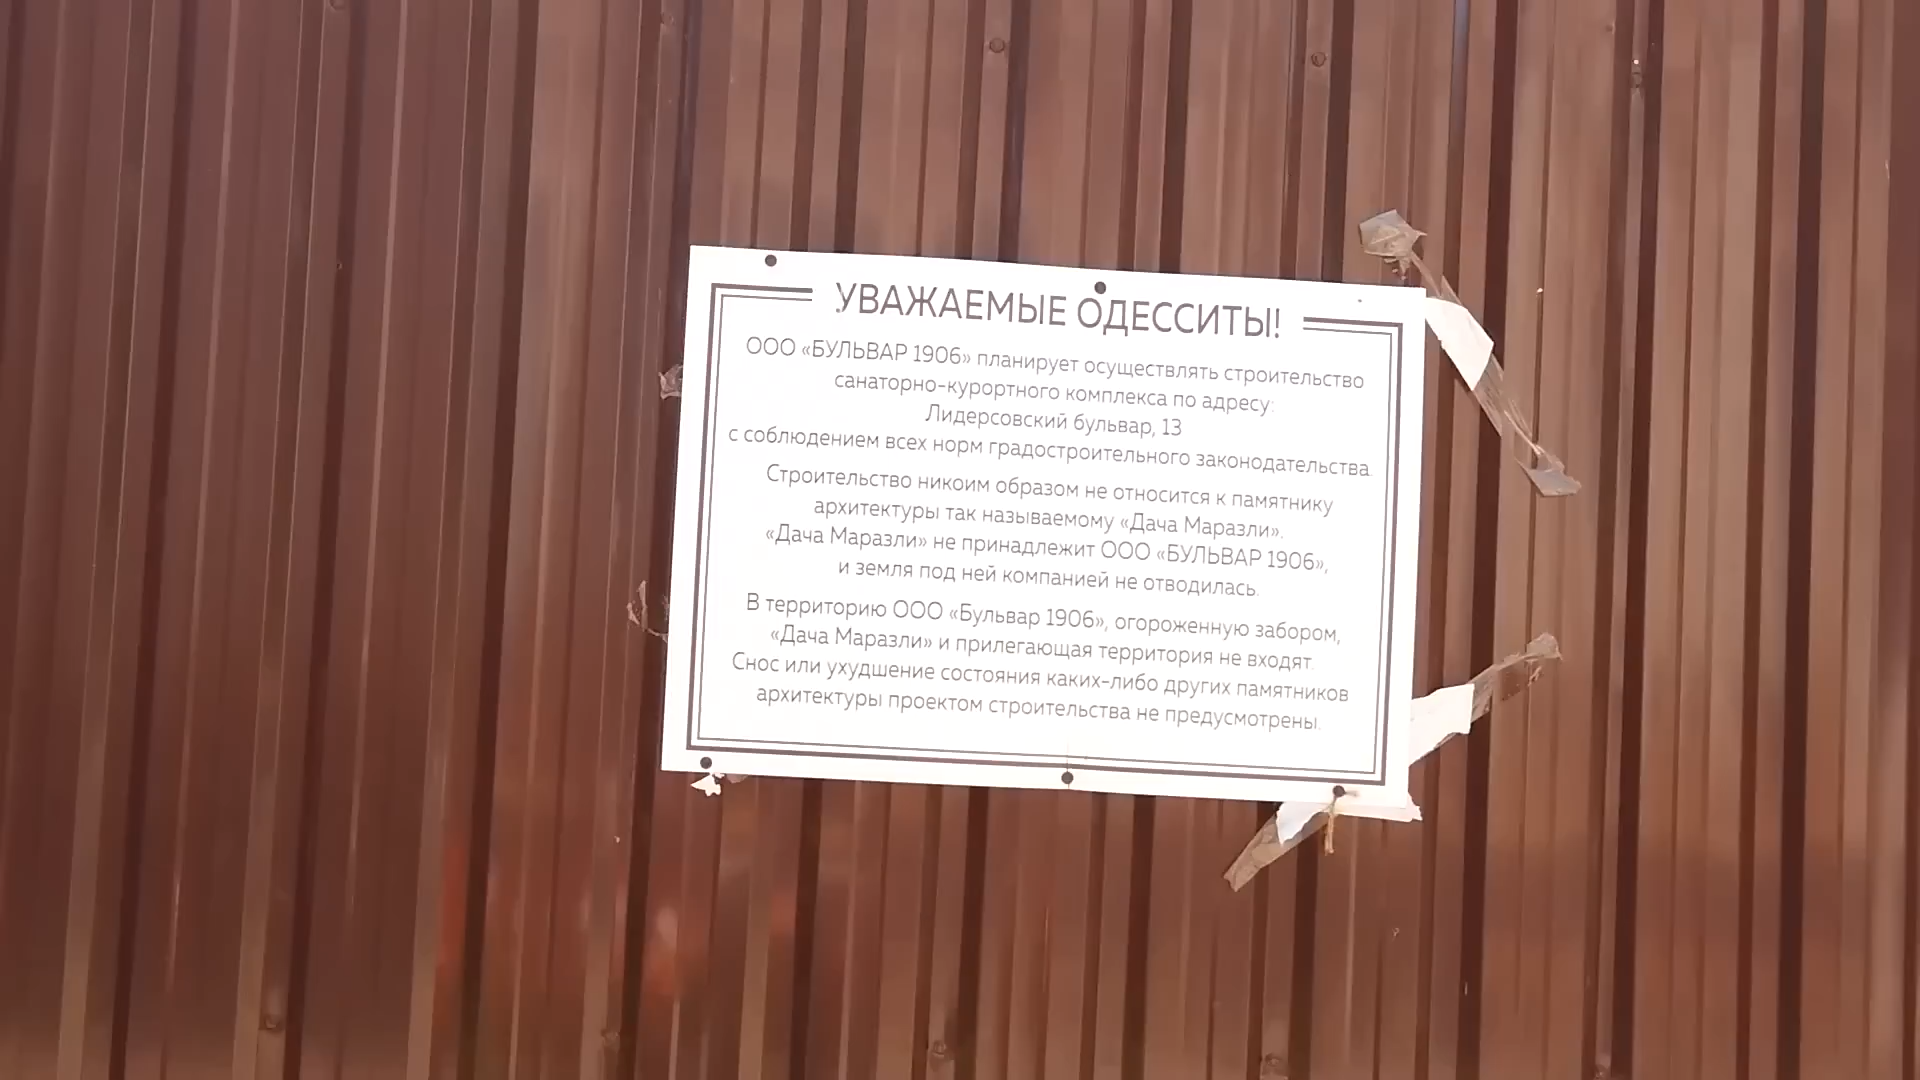 УВАЖАЕМЫЕ ОДЕССИТЫ!
ООО «БУЛЬВАР 1906» планирует осуществлять строительство
санаторно-курортного комплекса по адресу:
Лидерсовский бульвар, 13
с соблюдением всех норм градостроительного законодательства.
Строительство никоим образом не относится к памятнику
архитектуры так называемому «Дача Маразли».
«Дача Маразли» не принадлежит ООО «БУЛЬВАР 1906»,
и земля под ней компанией не отводилась.
В территорию ООО «Бульвар 1906», огороженную забором,
«Дача Маразли» и прилегающая территория не входят.
Снос или ухудшение состояния каких-либо других памятников
архитектуры проектом строительства не предусмотрены.